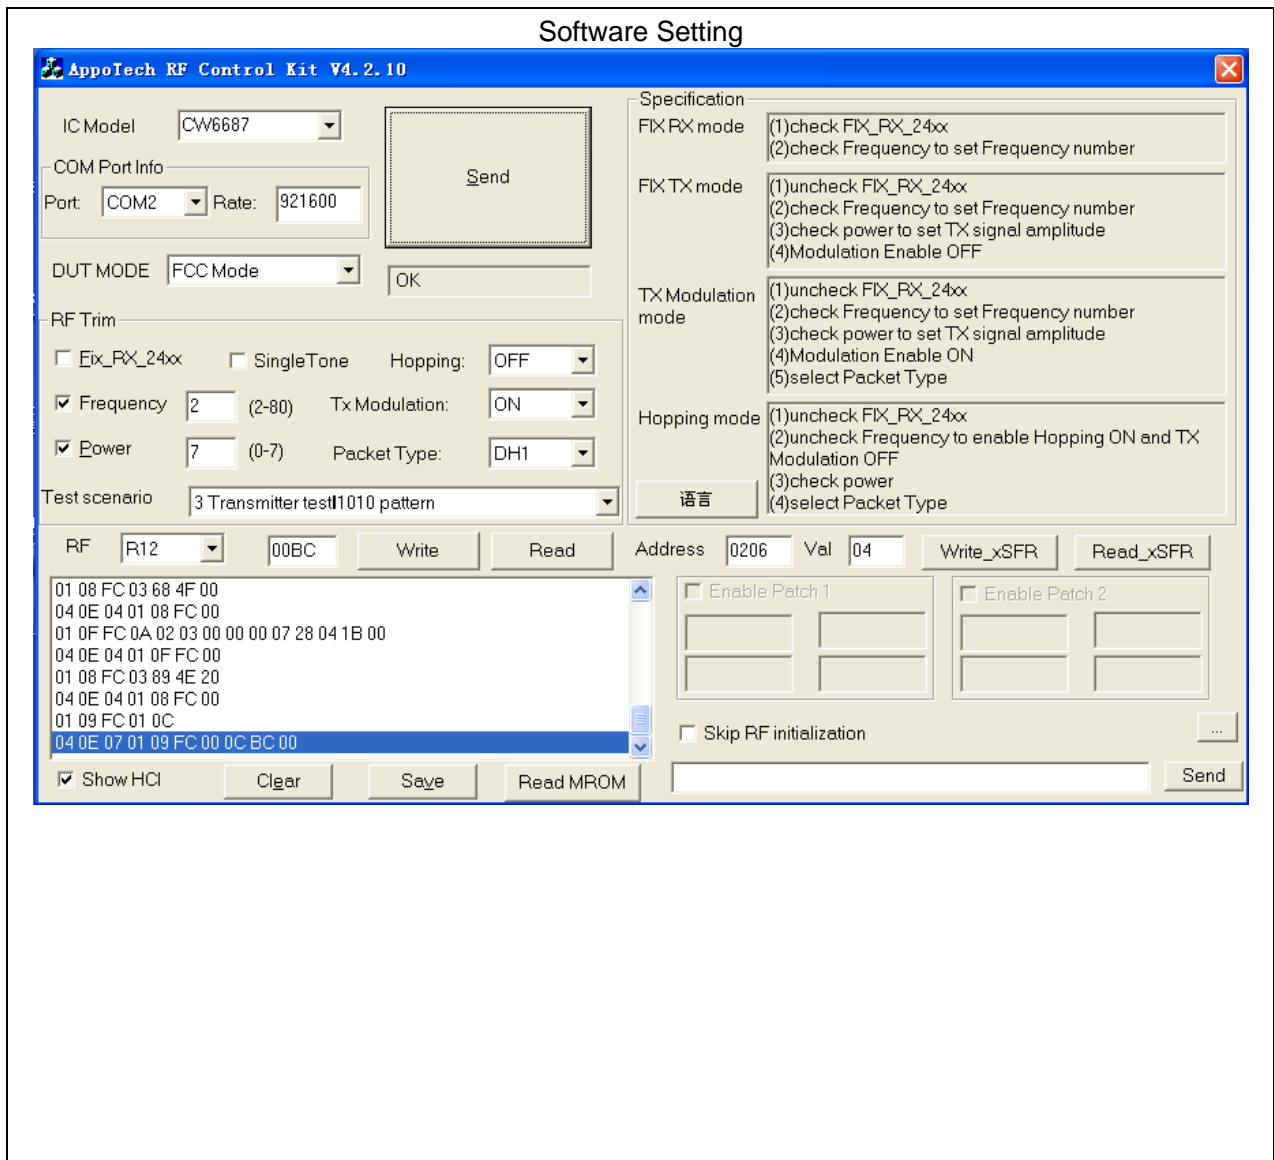 Software Setting
AppoTech RF Control Kit V4.2.10
IC Model CW6687
Send
COM Port Info
Port: COM2 Rate: 921600
DUT MODE FCC Mode
OK
RF Trim
Fix_RX_24xx SingleTone Hopping: OFF
Frequency 2 (2-80) Tx Modulation: ON
Power 7 (0-7) Packet Type: DH1
Test scenario 3 Transmitter test|1010 pattern
Specification
FIX RX mode (1)check FIX_RX_24xx
(2)check Frequency to set Frequency number
FIX TX mode (1)uncheck FIX_RX_24xx
(2)check Frequency to set Frequency number
(3)check power to set TX signal amplitude
(4)Modulation Enable OFF
TX Modulation mode (1)uncheck FIX_RX_24xx
(2)check Frequency to set Frequency number
(3)check power to set TX signal amplitude
(4)Modulation Enable ON
(5)select Packet Type
Hopping mode (1)uncheck FIX_RX_24xx
(2)uncheck Frequency to enable Hopping ON and TX
Modulation OFF
(3)check power
(4)select Packet Type
语言
RF R12 00BC Write Read Address 0206 Val 04 Write_xSFR Read_xSFR
01 08 FC 03 68 4F 00
04 0E 04 01 08 FC 00
01 0F FC 0A 02 03 00 00 00 07 28 04 1B 00
04 0E 04 01 0F FC 00
01 08 FC 03 89 4E 20
04 0E 04 01 08 FC 00
01 09 FC 01 0C
04 0E 07 01 09 FC 00 0C BC 00
Enable Patch 1 Enable Patch 2
Skip RF initialization ...
Show HCI Clear Save Read MROM Send